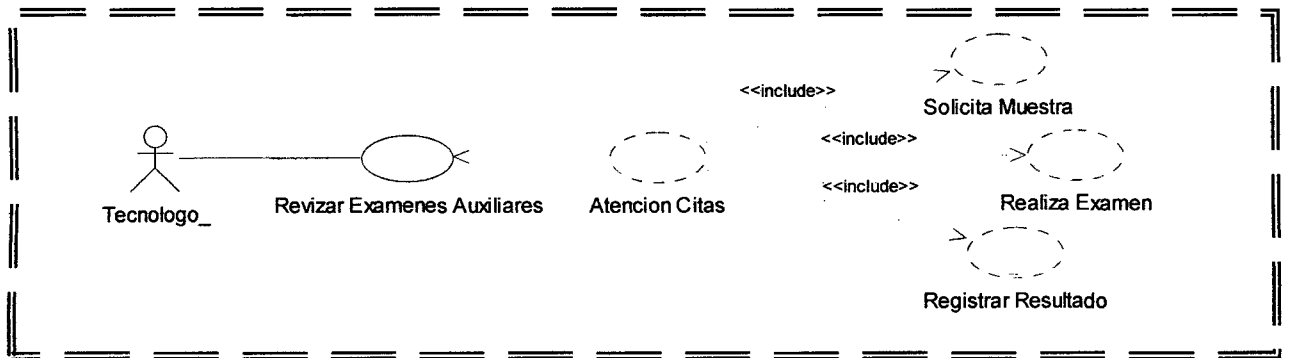 <<include>>
Solicita Muestra
<<include>>
<<include>>
Tecnologo_
Revizar Examenes Auxiliares
Atencion Citas
Realiza Examen
Registrar Resultado